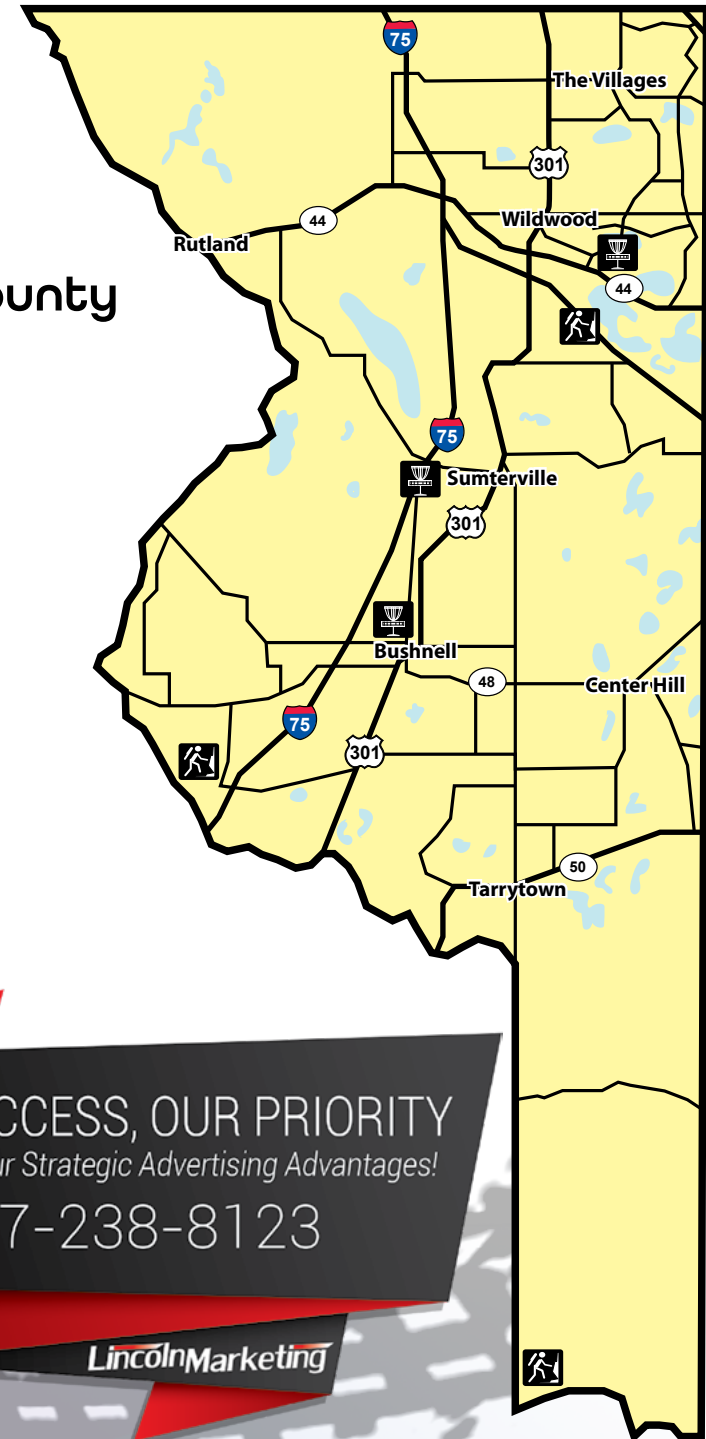 75
The Villages
301
Wildwood
44
Rutland
44
ounty
75
Sumterville
301
Bushnell
48
Center Hill
75
301
50
Tarrytown
CCESS, OUR PRIORITY
ur Strategic Advertising Advantages!
7-238-8123
LincolnMarketing